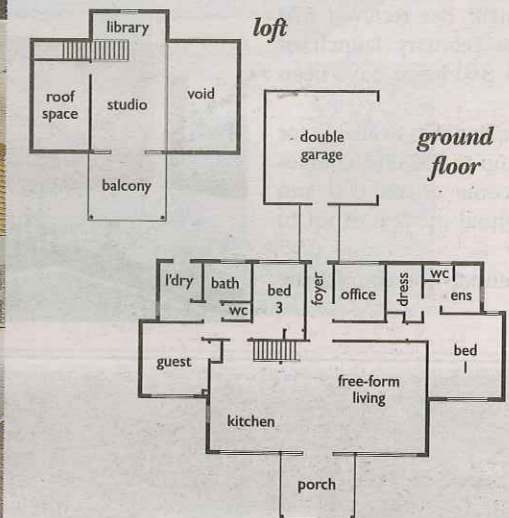 loft
library
roof
space
studio
void
balcony
double
garage
ground
floor
l'dry
bath
wc
bed
3
foyer
office
dress
wc
ens
guest
bed
1
free-form
living
kitchen
porch